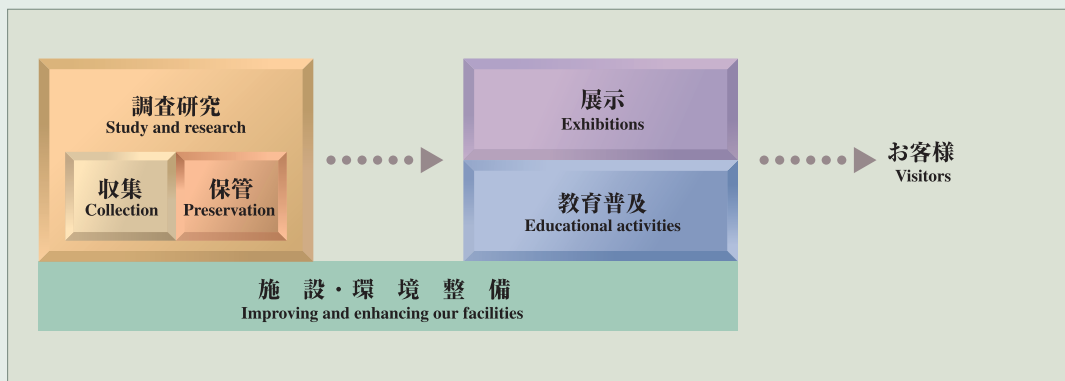 調査研究
Study and research
収集
Collection
保管
Preservation
展示
Exhibitions
教育普及
Educational activities
お客様
Visitors
施設・環境整備
Improving and enhancing our facilities